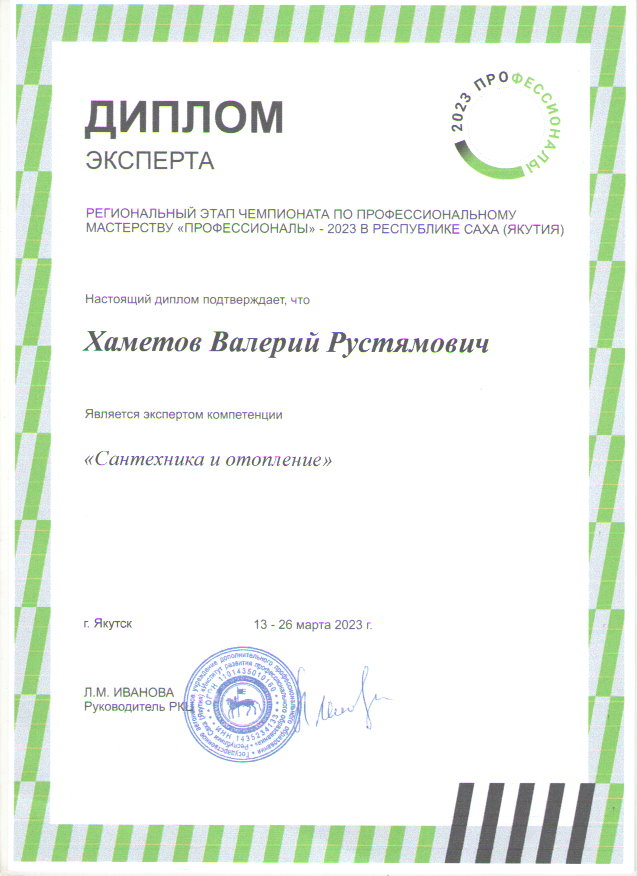 2023 ПРОФЕССИОНАЛЫ
ДИПЛОМ
ЭКСПЕРТА
РЕГИОНАЛЬНЫЙ ЭТАП ЧЕМПИОНАТА ПО ПРОФЕССИОНАЛЬНОМУ
МАСТЕРСТВУ «ПРОФЕССИОНАЛЫ» - 2023 В РЕСПУБЛИКЕ САХА (ЯКУТИЯ)
Настоящий диплом подтверждает, что
Хаметов Валерий Рустямович
Является экспертом компетенции
«Сантехника и отопление»
г. Якутск
13 - 26 марта 2023 г.
Л.М. ИВАНОВА
Руководитель РКЦ